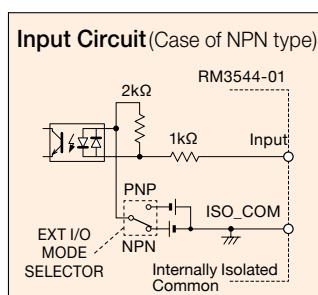 Input Circuit (Case of NPN type)
RM3544-01
2kΩ
1kΩ
Input
PNP
ISO_COM
EXT I/O
MODE
SELECTOR
NPN
Internally Isolated
Common